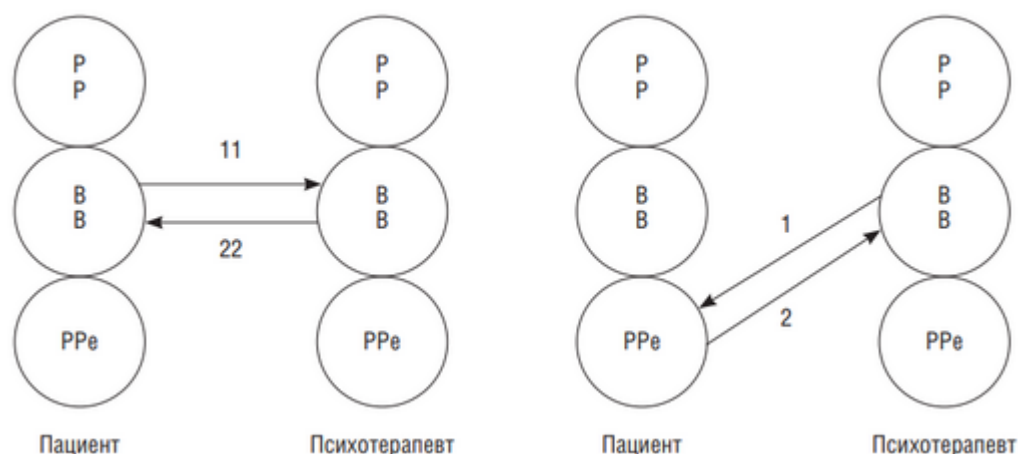 Р
Р
В
В
РРе
Пациент
11
22
Р
Р
В
В
РРе
Психотерапевт
Р
Р
В
В
РРе
Пациент
1
2
Р
Р
В
В
РРе
Психотерапевт